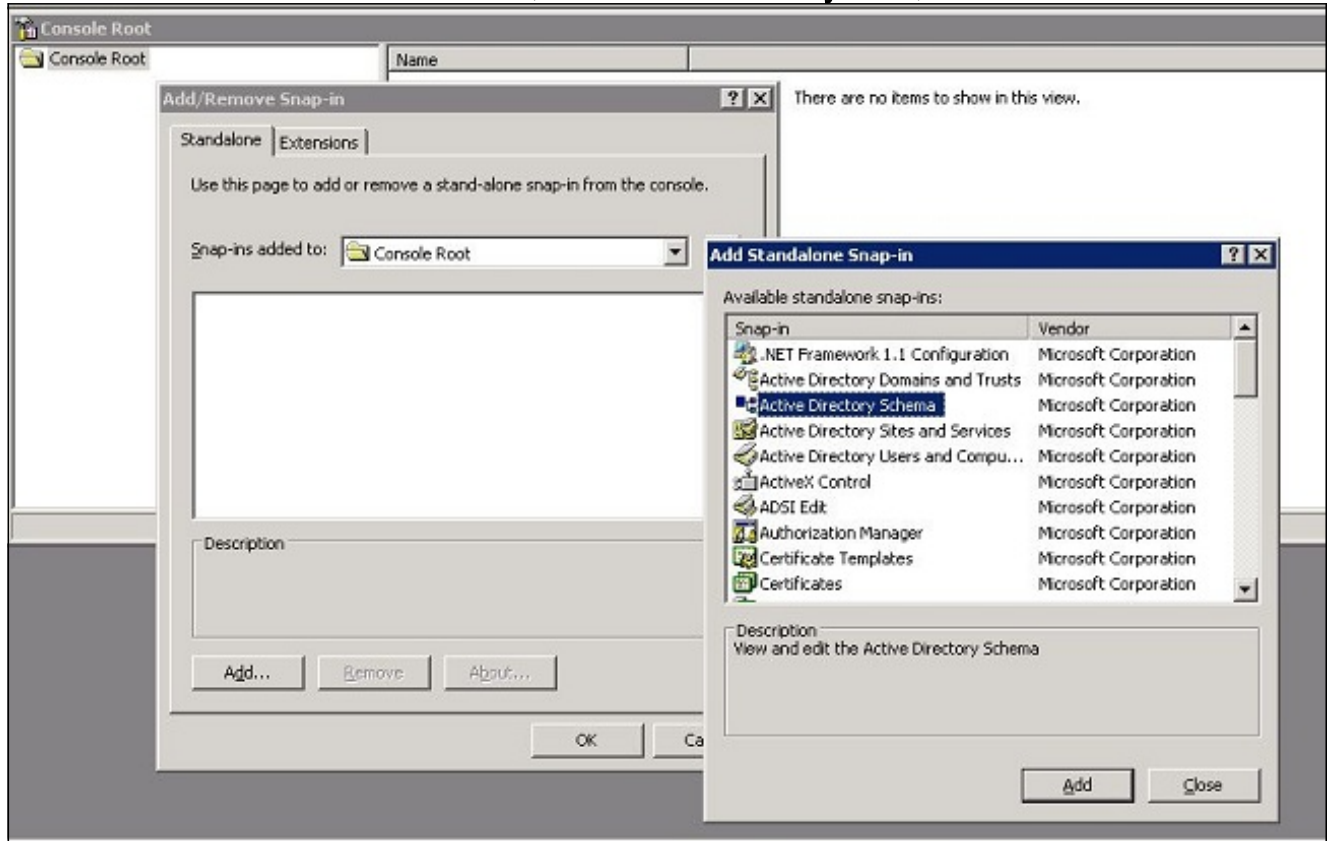 Console Root
Console Root
Name
There are no items to show in this view.
Add/Remove Snap-in
Standalone
Extensions
Use this page to add or remove a stand-alone snap-in from the console.
Snap-ins added to:
Console Root
Description
Add...
Remove
About...
OK
Ca
Add Standalone Snap-in
Available standalone snap-ins:
Snap-in Vendor
.NET Framework 1.1 Configuration Microsoft Corporation
Active Directory Domains and Trusts Microsoft Corporation
Active Directory Schema Microsoft Corporation
Active Directory Sites and Services Microsoft Corporation
Active Directory Users and Compu... Microsoft Corporation
ActiveX Control Microsoft Corporation
ADSI Edit Microsoft Corporation
Authorization Manager Microsoft Corporation
Certificate Templates Microsoft Corporation
Certificates Microsoft Corporation
Description
View and edit the Active Directory Schema
Add
Close